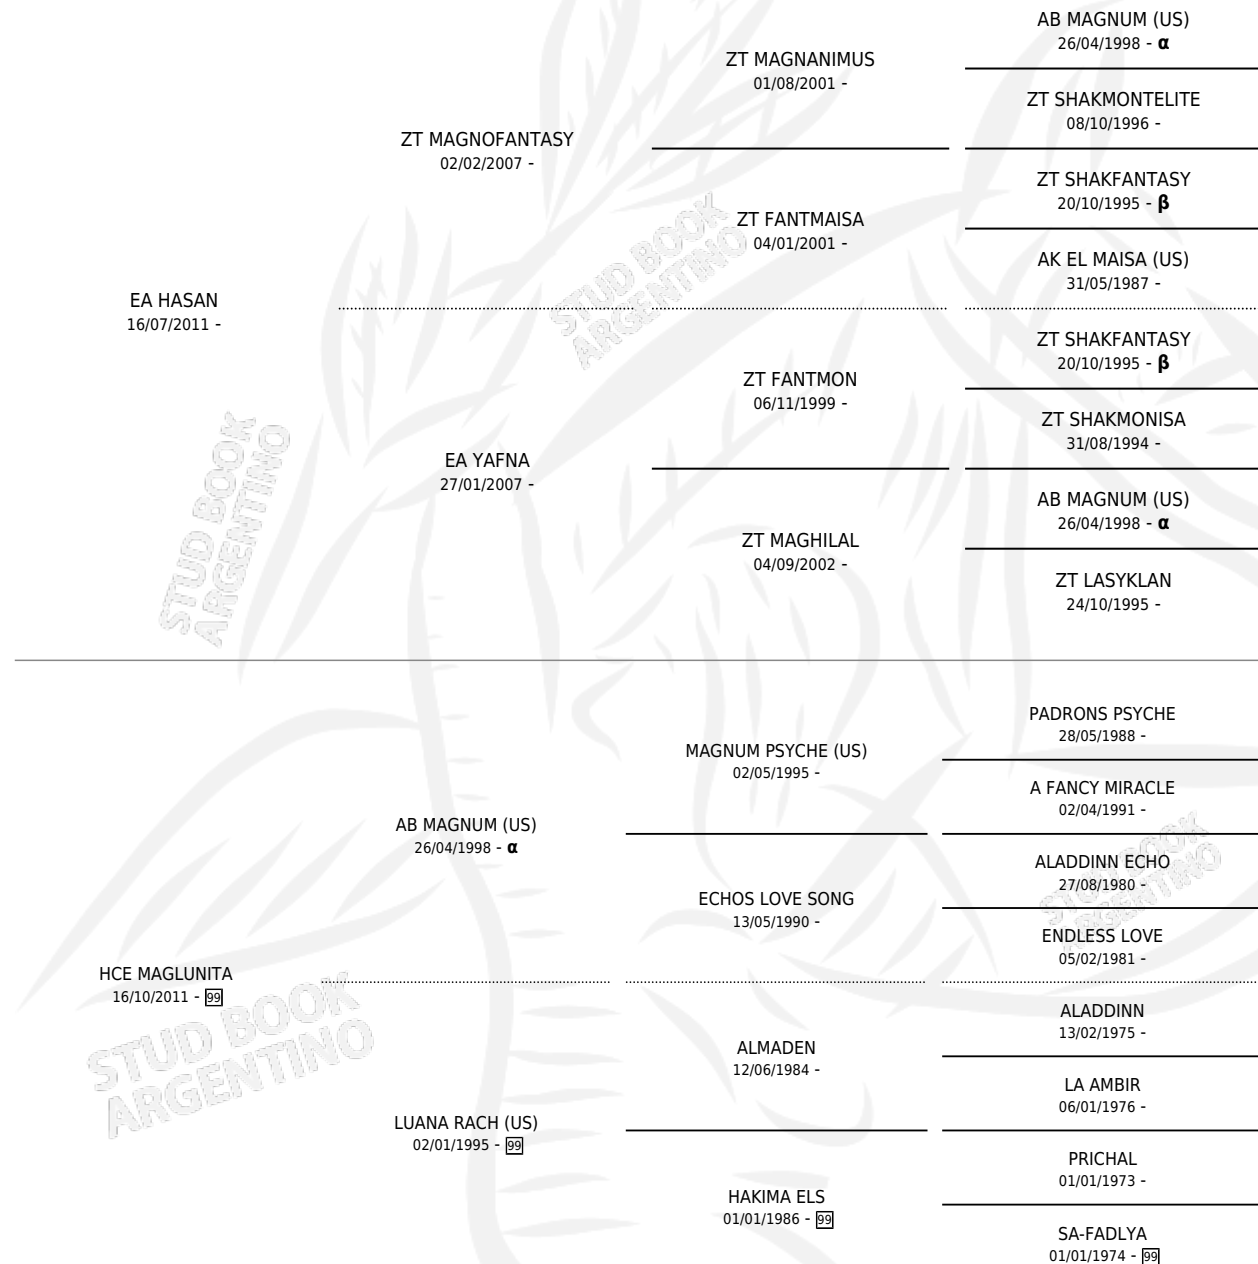 AB MAGNUM (US)
26/04/1998 - α
ZT MAGNANIMUS
01/08/2001 -
ZT SHAKMONTELITE
08/10/1996 -
ZT MAGNOFANTASY
02/02/2007 -
ZT SHAKFANTASY
20/10/1995 - β
ZT FANTMAISA
04/01/2001 -
AK EL MAISA (US)
31/05/1987 -
EA HASAN
16/07/2011 -
STUD BOOK
ARGENTINO
ZT SHAKFANTASY
20/10/1995 - β
ZT FANTMON
06/11/1999 -
ZT SHAKMONISA
31/08/1994 -
EA YAFNA
27/01/2007 -
STUD BOOK
ARGENTINO
AB MAGNUM (US)
26/04/1998 - α
ZT MAGHILAL
04/09/2002 -
ZT LASYKLAN
24/10/1995 -
PADRONS PSYCHE
28/05/1988 -
MAGNUM PSYCHE (US)
02/05/1995 -
A FANCY MIRACLE
02/04/1991 -
AB MAGNUM (US)
26/04/1998 - α
ALADDINN ECHO
27/08/1980 -
STUD BOOK
ARGENTINO
ECHOS LOVE SONG
13/05/1990 -
ENDLESS LOVE
05/02/1981 -
HCE MAGLUNITA
16/10/2011 - 99
STUD BOOK
ARGENTINO
ALADDINN
13/02/1975 -
ALMADEN
12/06/1984 -
LA AMBIR
06/01/1976 -
LUANA RACH (US)
02/01/1995 - 99
PRICHAL
01/01/1973 -
HAKIMA ELS
01/01/1986 - 99
SA-FADLYA
01/01/1974 - 99